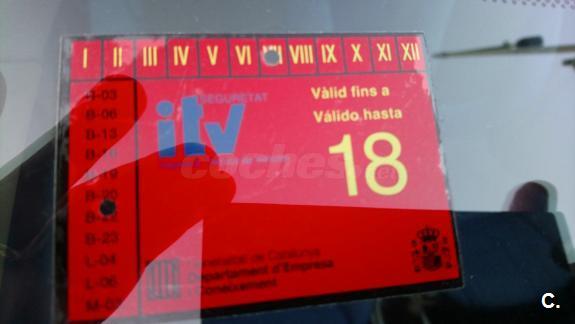 I II III IV V VI VII VIII IX X XI XII
B-03
B-06
B-13
B-19
B-20
B-23
L-04
L-06
SEGURETAT
itv
Vàlid fins a
Válido hasta
18
coches
Generalitat de Catalunya
Departament d'Empresa
i Coneixement
C.